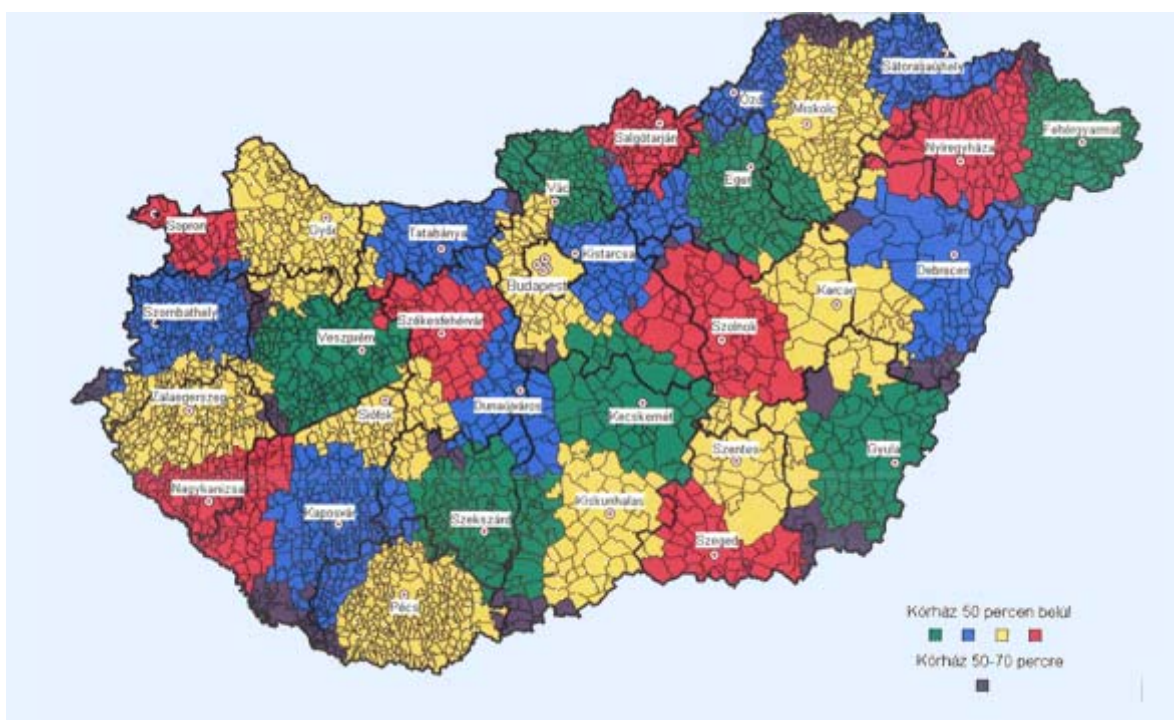 Ózd
Sátoraljaújhely
Miskolc
Salgótarján
Nyíregyháza
Fehérgyarmat
Eger
Vác
Sopron
Győr
Tatabánya
Kistarcsa
Debrecen
Budapest
Karcag
Szombathely
Székesfehérvár
Szolnok
Veszprém
Zalaegerszeg
Siófok
Dunaújváros
Kecskemét
Szentes
Gyula
Nagykanizsa
Kiskunhalas
Kaposvár
Szekszárd
Szeged
Pécs
Kórház 50 percen belül
Kórház 50-70 percre